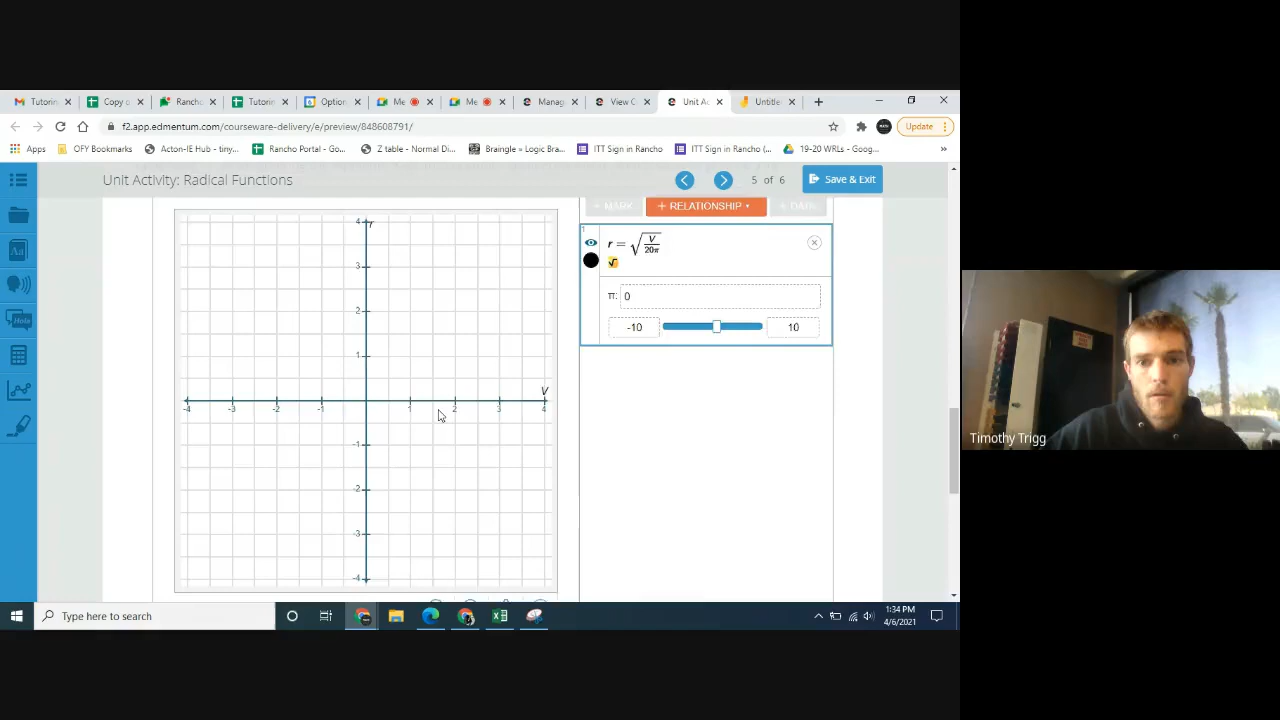 Tutorin
Copy o
Rancho
Tutorin
Option
Me
Me
Manag
View C
Unit Ac
Untitle
f2.app.edmentum.com/courseware-delivery/e/preview/848608791/
Update
Apps
OFY Bookmarks
Acton-IE Hub - tiny...
Rancho Portal - Go...
Z table - Normal Di...
Braingle » Logic Bra...
ITT Sign in Rancho
ITT Sign in Rancho (...
19-20 WRLs - Goog...
»
Unit Activity: Radical Functions
5 of 6
Save & Exit
+ MARK
+ RELATIONSHIP
+ DATA
1
r = √(V/20π)
√
π: 0
-10
10
4 r
3
2
1
V
-4 -3 -2 -1 1 2 3 4
-1
-2
-3
-4
Aa
Hola
Timothy Trigg
Type here to search
1:34 PM
4/6/2021